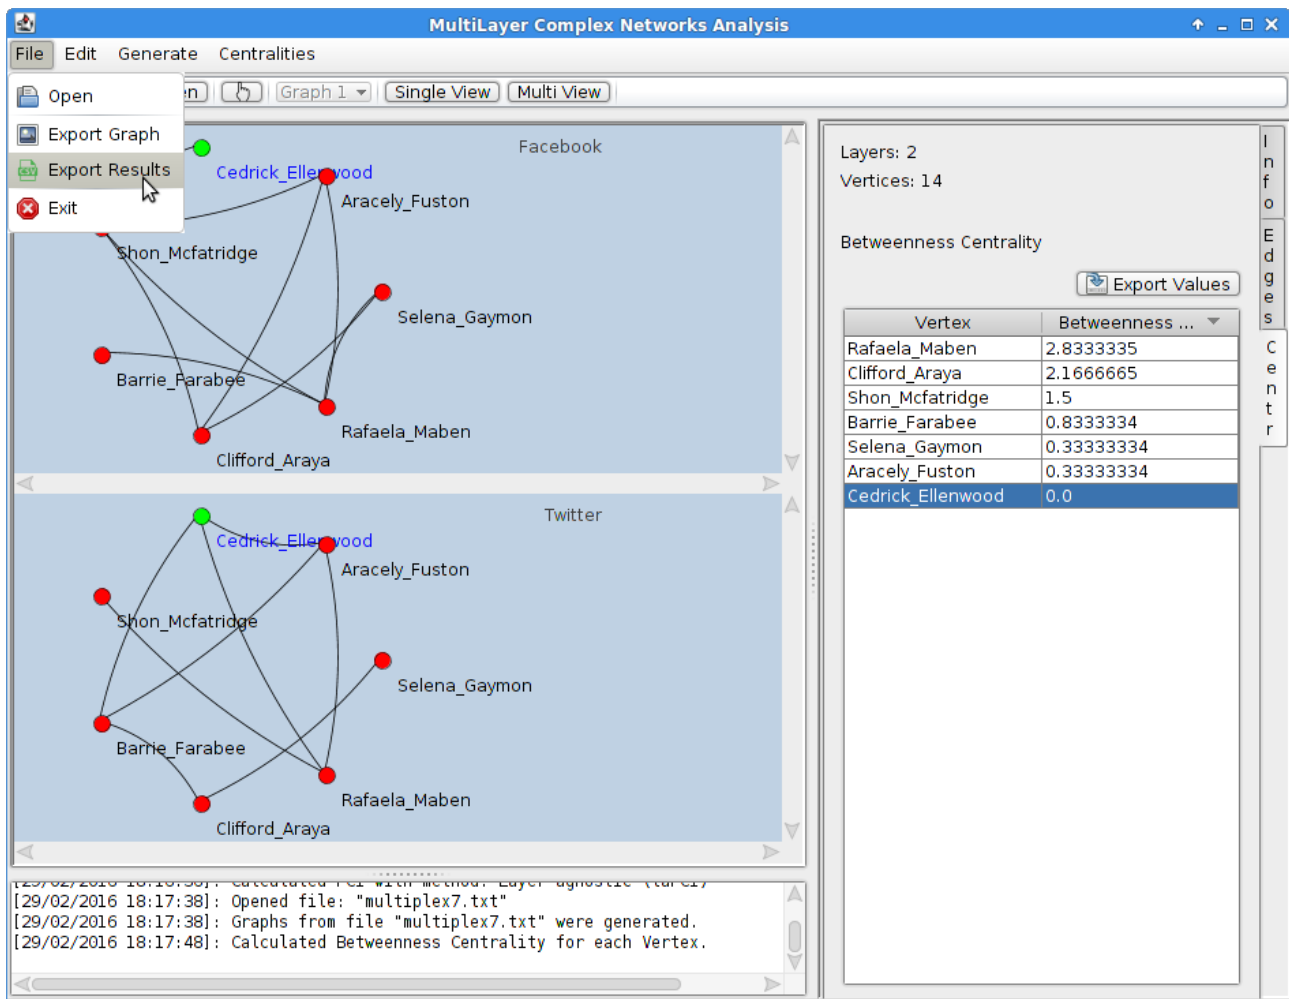 MultiLayer Complex Networks Analysis
File Edit Generate Centralities
Open
Export Graph
Export Results
Exit
Graph 1
Single View
Multi View
Facebook
Cedrick_Ellenwood
Aracely_Fuston
Shon_Mcfatridge
Selena_Gaymon
Barrie_Farabee
Rafaela_Maben
Clifford_Araya
Twitter
Cedrick_Ellenwood
Aracely_Fuston
Shon_Mcfatridge
Selena_Gaymon
Barrie_Farabee
Rafaela_Maben
Clifford_Araya
[29/02/2016 18:17:38]: Opened file: "multiplex7.txt"
[29/02/2016 18:17:38]: Graphs from file "multiplex7.txt" were generated.
[29/02/2016 18:17:48]: Calculated Betweenness Centrality for each Vertex.
Layers: 2
Vertices: 14
Betweenness Centrality
Export Values
Vertex Betweenness ...
Rafaela_Maben 2.8333335
Clifford_Araya 2.1666665
Shon_Mcfatridge 1.5
Barrie_Farabee 0.8333334
Selena_Gaymon 0.33333334
Aracely_Fuston 0.33333334
Cedrick_Ellenwood 0.0
Info
Edges
Centr